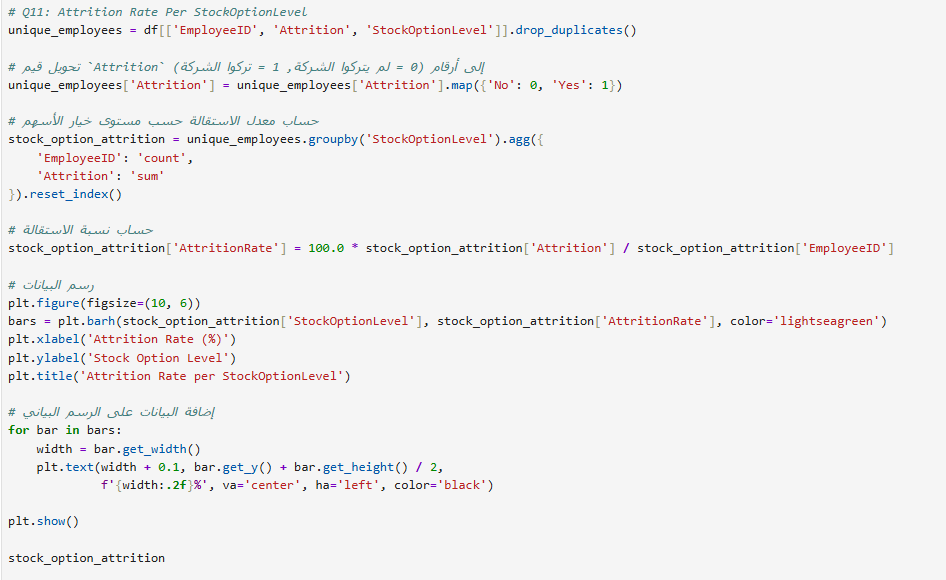 # Q11: Attrition Rate Per StockOptionLevel
unique_employees = df[['EmployeeID', 'Attrition', 'StockOptionLevel']].drop_duplicates()
# تحويل قيم `Attrition` إلى أرقام (0 = لم يتركوا الشركة, 1 = تركوا الشركة)
unique_employees['Attrition'] = unique_employees['Attrition'].map({'No': 0, 'Yes': 1})
# حساب معدل الاستقالة حسب مستوى خيار الأسهم
stock_option_attrition = unique_employees.groupby('StockOptionLevel').agg({
    'EmployeeID': 'count',
    'Attrition': 'sum'
}).reset_index()
# حساب نسبة الاستقالة
stock_option_attrition['AttritionRate'] = 100.0 * stock_option_attrition['Attrition'] / stock_option_attrition['EmployeeID']
# رسم البيانات
plt.figure(figsize=(10, 6))
bars = plt.barh(stock_option_attrition['StockOptionLevel'], stock_option_attrition['AttritionRate'], color='lightseagreen')
plt.xlabel('Attrition Rate (%)')
plt.ylabel('Stock Option Level')
plt.title('Attrition Rate per StockOptionLevel')
# إضافة البيانات على الرسم البياني
for bar in bars:
    width = bar.get_width()
    plt.text(width + 0.1, bar.get_y() + bar.get_height() / 2,
             f'{width:.2f}%', va='center', ha='left', color='black')
plt.show()
stock_option_attrition